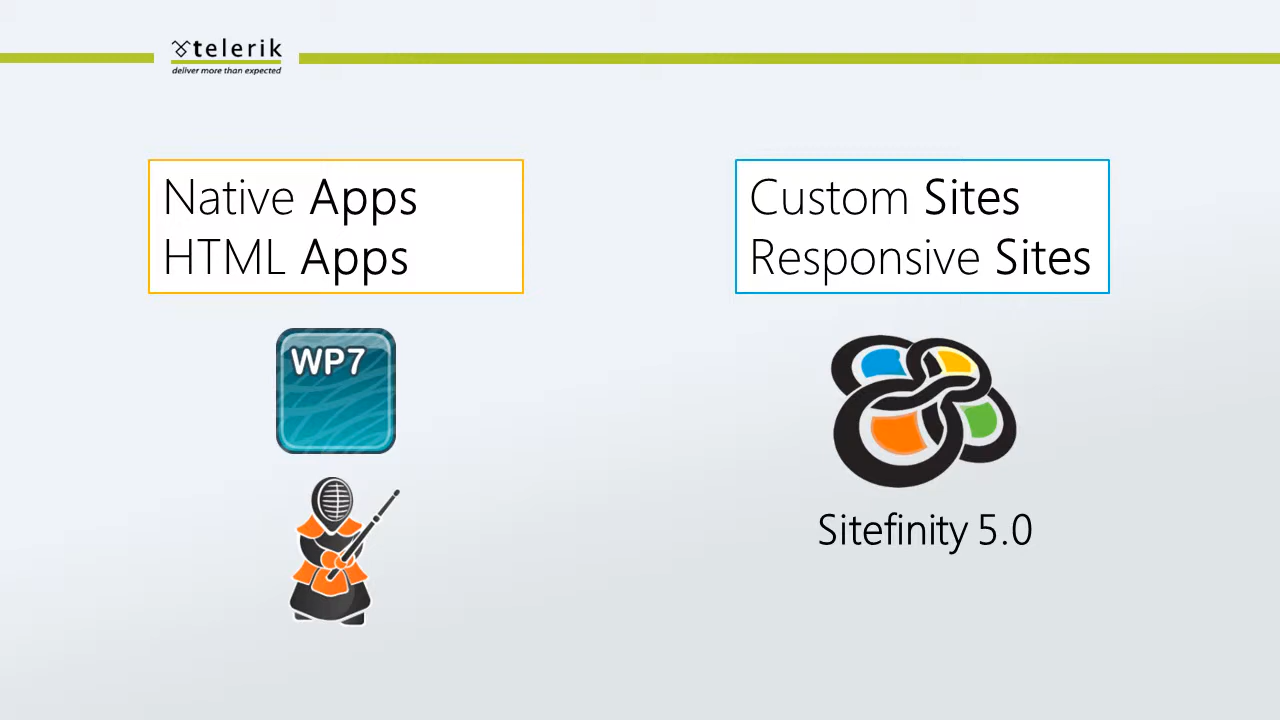 telerik
deliver more than expected
Native Apps
HTML Apps
Custom Sites
Responsive Sites
WP7
Sitefinity 5.0